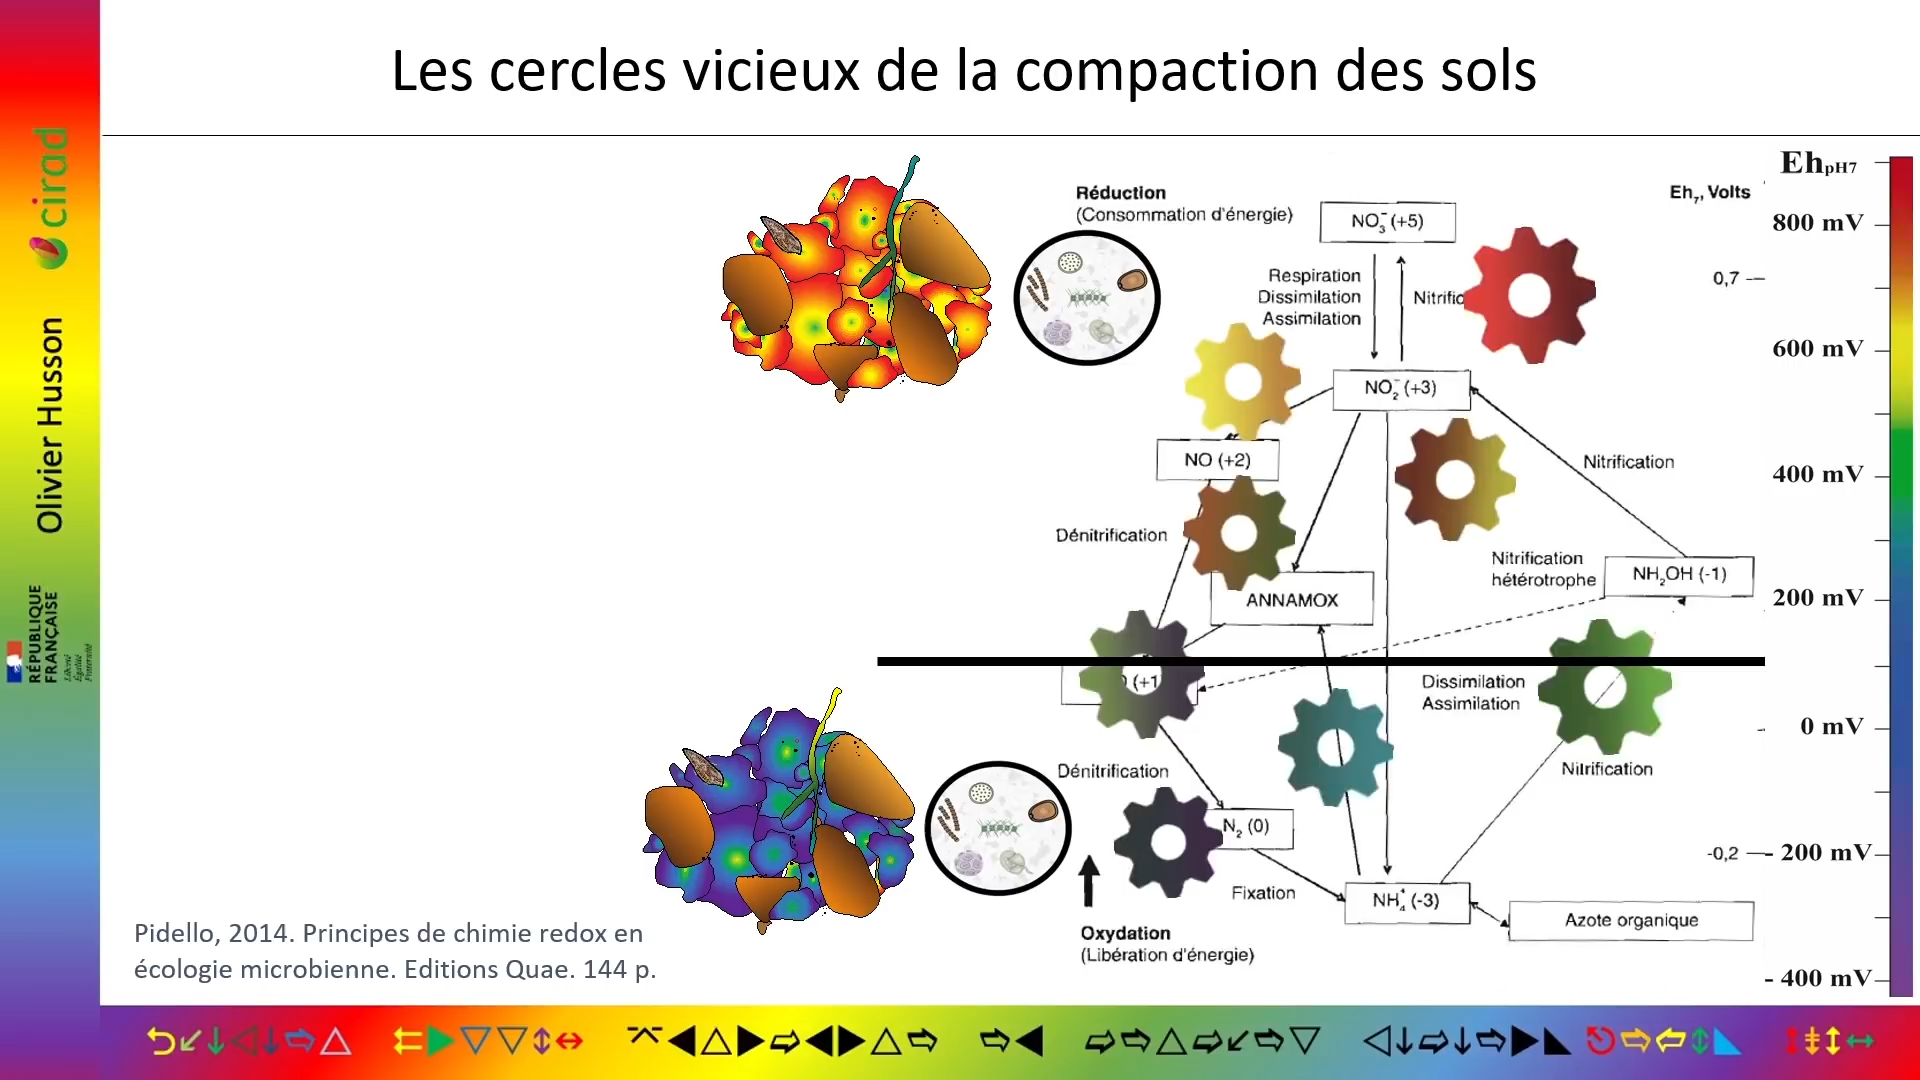 Les cercles vicieux de la compaction des sols
cirad
Olivier Husson
RÉPUBLIQUE
FRANÇAISE
Liberté
Égalité
Fraternité
Réduction
(Consommation d'énergie)
NO₃⁻ (+5)
Eh₇, Volts
EhpH7
800 mV
0,7
Respiration
Dissimilation
Assimilation
Nitrific
600 mV
NO₂⁻ (+3)
NO (+2)
Nitrification
400 mV
Dénitrification
Nitrification
hétérotrophe
NH₂OH (-1)
200 mV
ANNAMOX
(+1
Dissimilation
Assimilation
0 mV
Dénitrification
Nitrification
N₂ (0)
-0,2
- 200 mV
Fixation
NH₄⁺ (-3)
Azote organique
Oxydation
(Libération d'énergie)
- 400 mV
Pidello, 2014. Principes de chimie redox en
écologie microbienne. Editions Quae. 144 p.